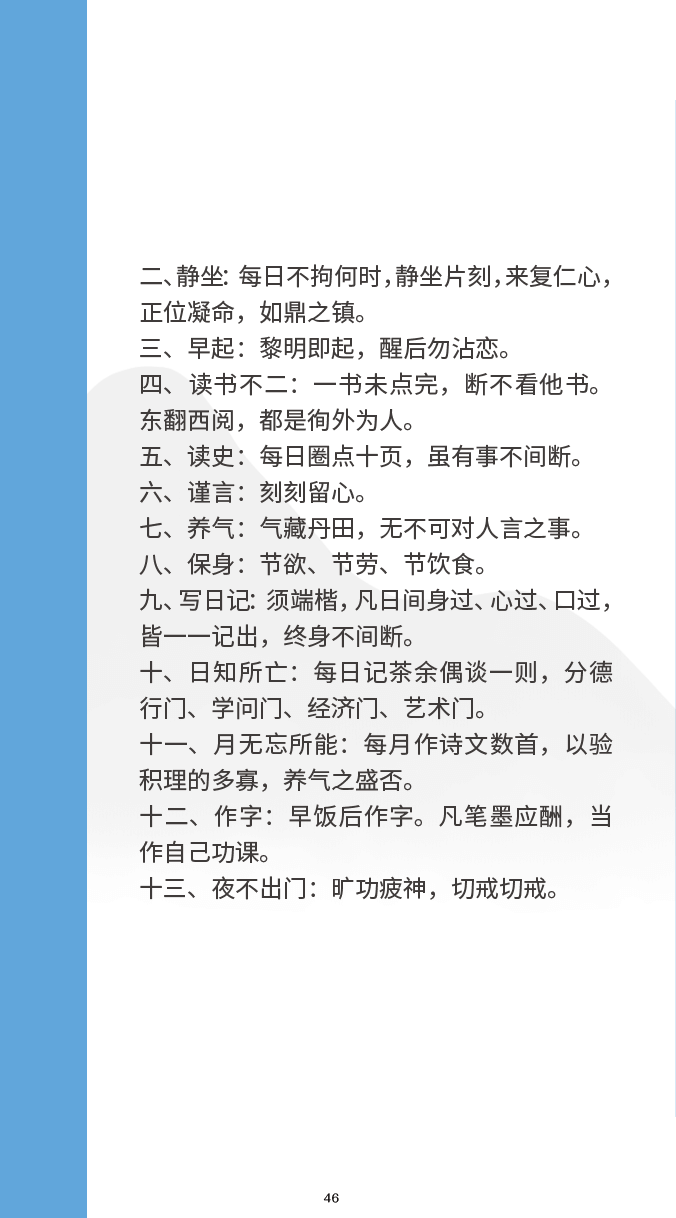 二、静坐：每日不拘何时，静坐片刻，来复仁心，
正位凝命，如鼎之镇。
三、早起：黎明即起，醒后勿沾恋。
四、读书不二：一书未点完，断不看他书。
东翻西阅，都是徇外为人。
五、读史：每日圈点十页，虽有事不间断。
六、谨言：刻刻留心。
七、养气：气藏丹田，无不可对人言之事。
八、保身：节欲、节劳、节饮食。
九、写日记：须端楷，凡日间身过、心过、口过，
皆一一记出，终身不间断。
十、日知所亡：每日记茶余偶谈一则，分德
行门、学问门、经济门、艺术门。
十一、月无忘所能：每月作诗文数首，以验
积理的多寡，养气之盛否。
十二、作字：早饭后作字。凡笔墨应酬，当
作自己功课。
十三、夜不出门：旷功疲神，切戒切戒。
46